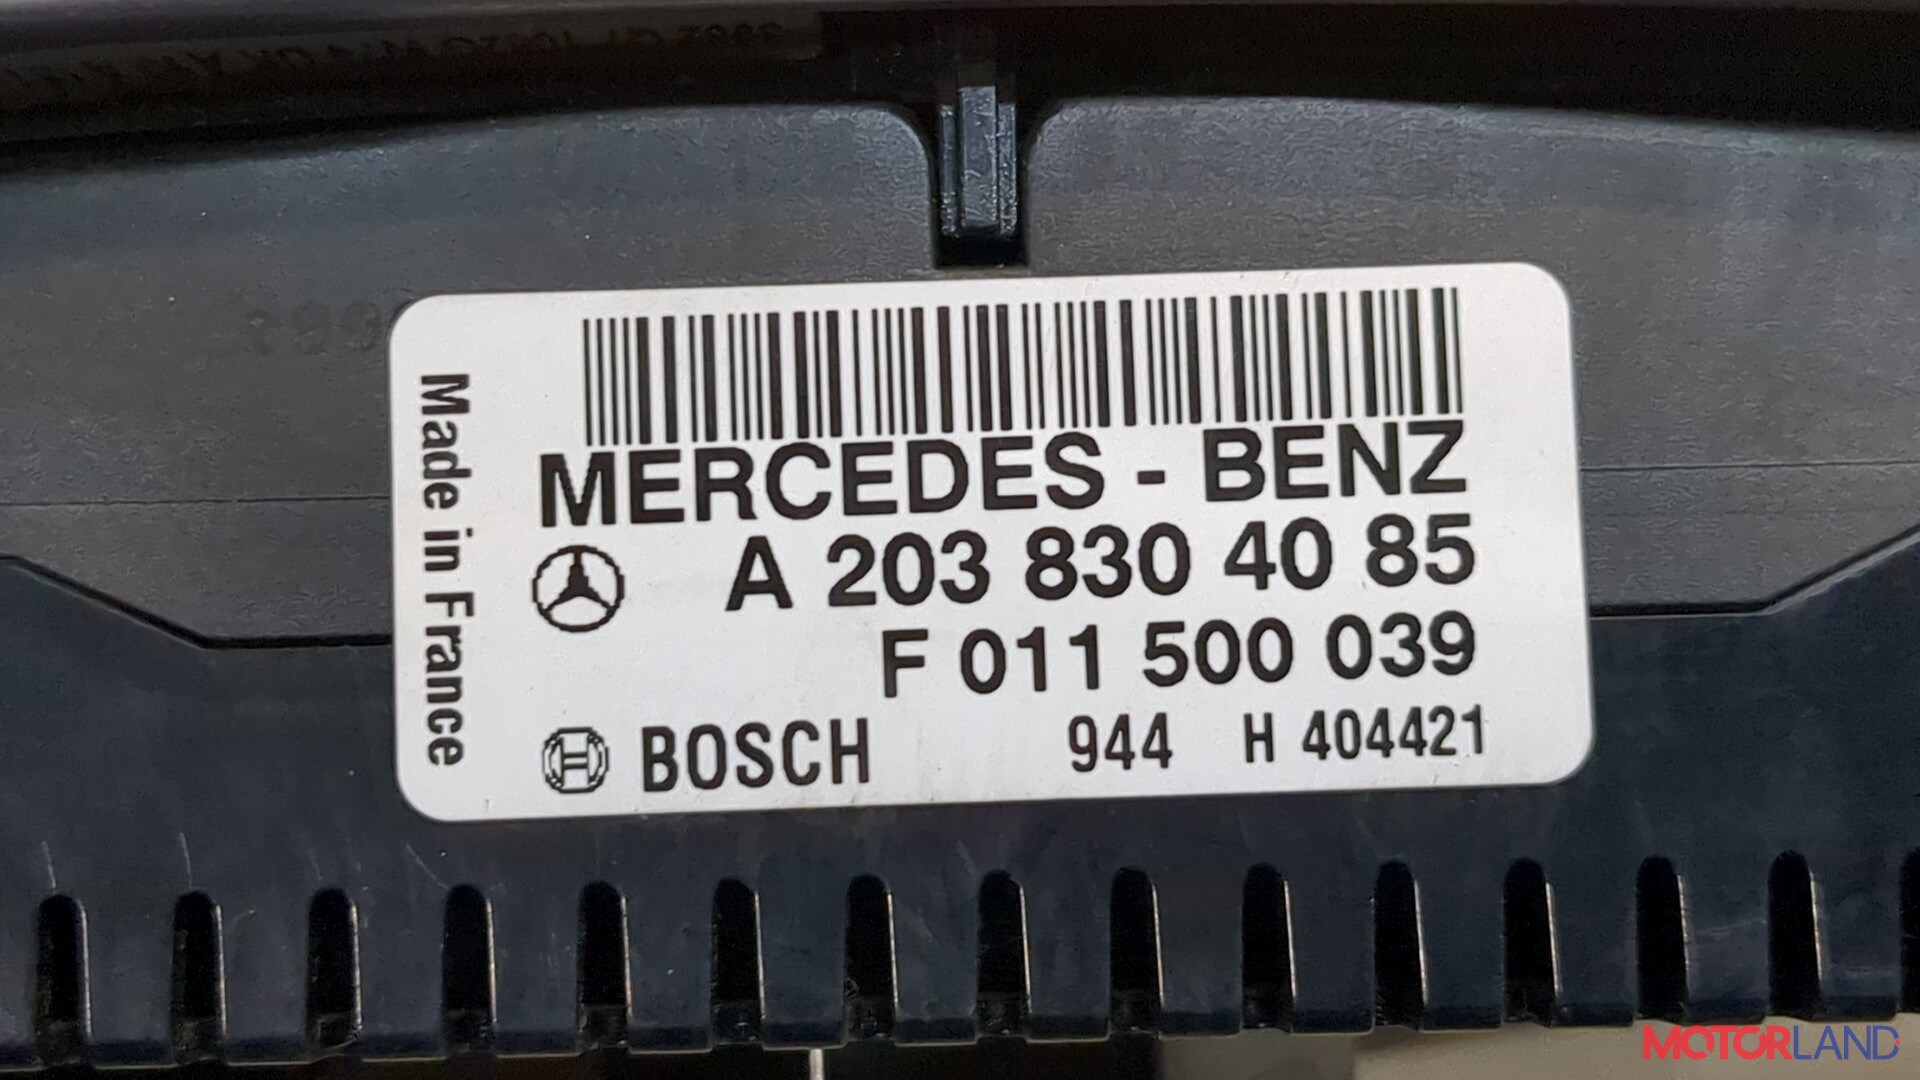 Made in France
MERCEDES - BENZ
A 203 830 40 85
F 011 500 039
BOSCH 944 H 404421
MOTORLAND